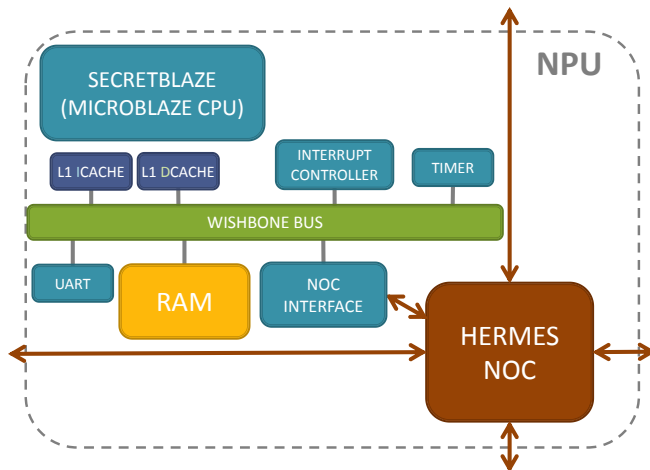 NPU
SECRETBLAZE
(MICROBLAZE CPU)
L1 ICACHE
L1 DCACHE
INTERRUPT
CONTROLLER
TIMER
WISHBONE BUS
UART
RAM
NOC
INTERFACE
HERMES
NOC